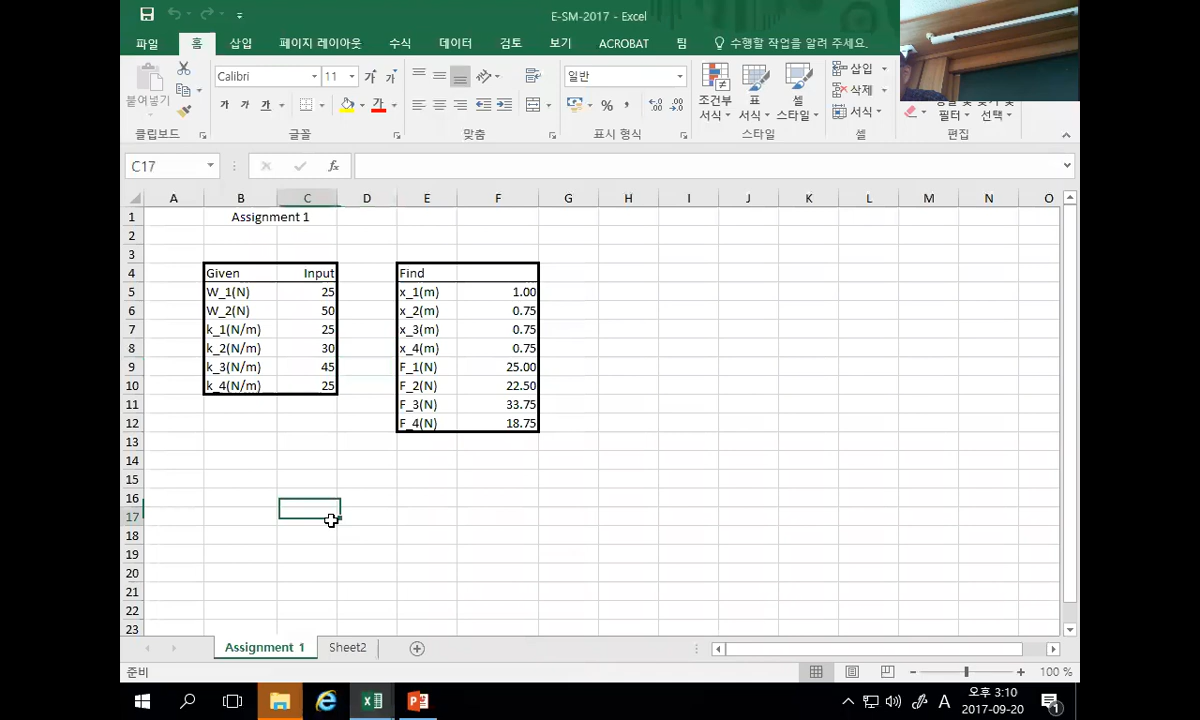 E-SM-2017 - Excel
파일 홈 삽입 페이지 레이아웃 수식 데이터 검토 보기 ACROBAT 팀 수행할 작업을 알려 주세요.
붙여넣기
Calibri 11
가 가
가 가 가 가
일반
% ,
조건부 서식
표 서식
셀 스타일
삽입
삭제
서식
필터 선택
클립보드 글꼴 맞춤 표시 형식 스타일 셀 편집
C17 fx
A B C D E F G H I J K L M N O
1 Assignment 1
2
3
4 Given Input Find
5 W_1(N) 25 x_1(m) 1.00
6 W_2(N) 50 x_2(m) 0.75
7 k_1(N/m) 25 x_3(m) 0.75
8 k_2(N/m) 30 x_4(m) 0.75
9 k_3(N/m) 45 F_1(N) 25.00
10 k_4(N/m) 25 F_2(N) 22.50
11 F_3(N) 33.75
12 F_4(N) 18.75
13
14
15
16
17
18
19
20
21
22
23
Assignment 1 Sheet2
준비 100 %
A 오후 3:10
2017-09-20
1